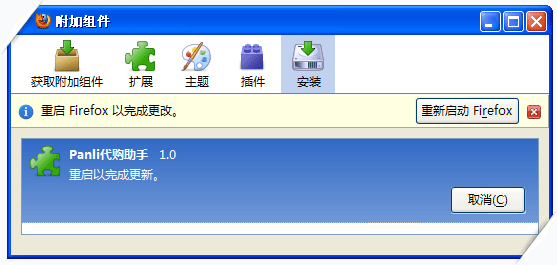 附加组件
获取附加组件 扩展 主题 插件 安装
重启 Firefox 以完成更改。 重新启动 Firefox
Panli代购助手 1.0
重启以完成更新。
取消(C)